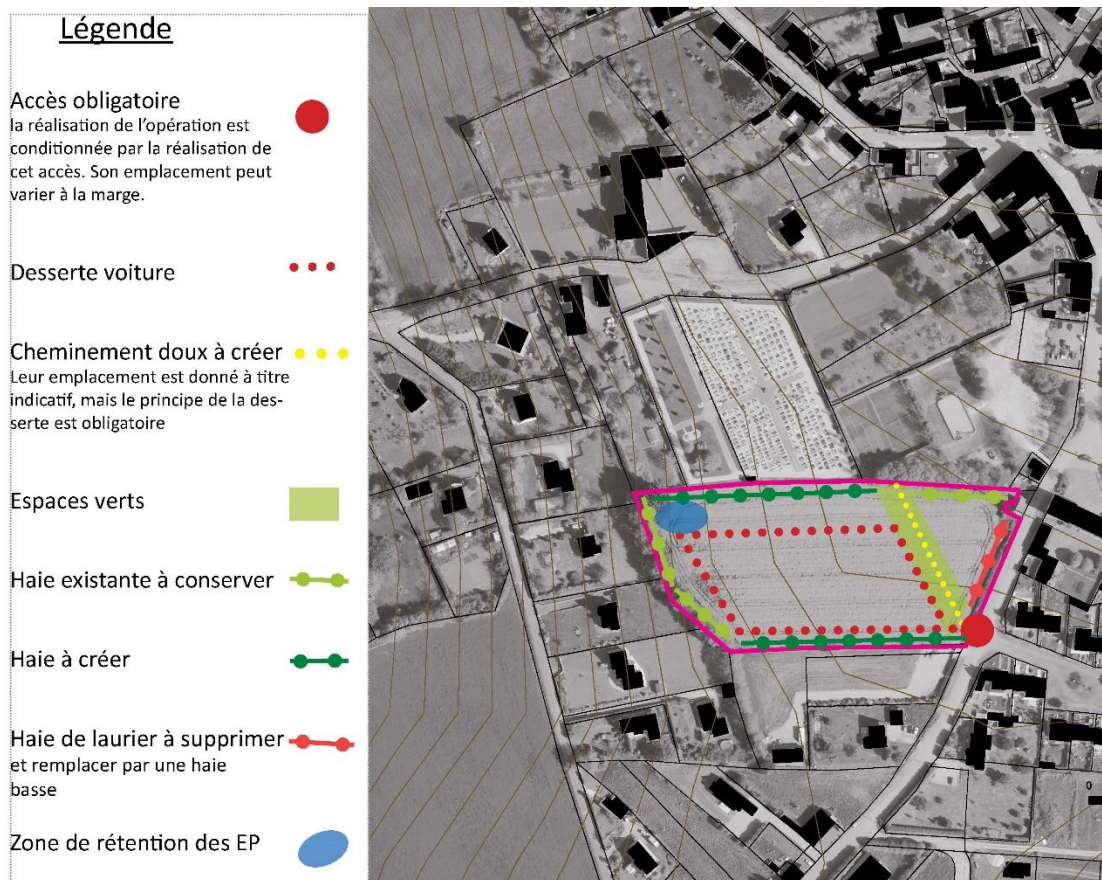 Légende
Accès obligatoire
la réalisation de l'opération est
conditionnée par la réalisation de
cet accès. Son emplacement peut
varier à la marge.
Desserte voiture
Cheminement doux à créer
Leur emplacement est donné à titre
indicatif, mais le principe de la des-
serte est obligatoire
Espaces verts
Haie existante à conserver
Haie à créer
Haie de laurier à supprimer
et remplacer par une haie
basse
Zone de rétention des EP
0